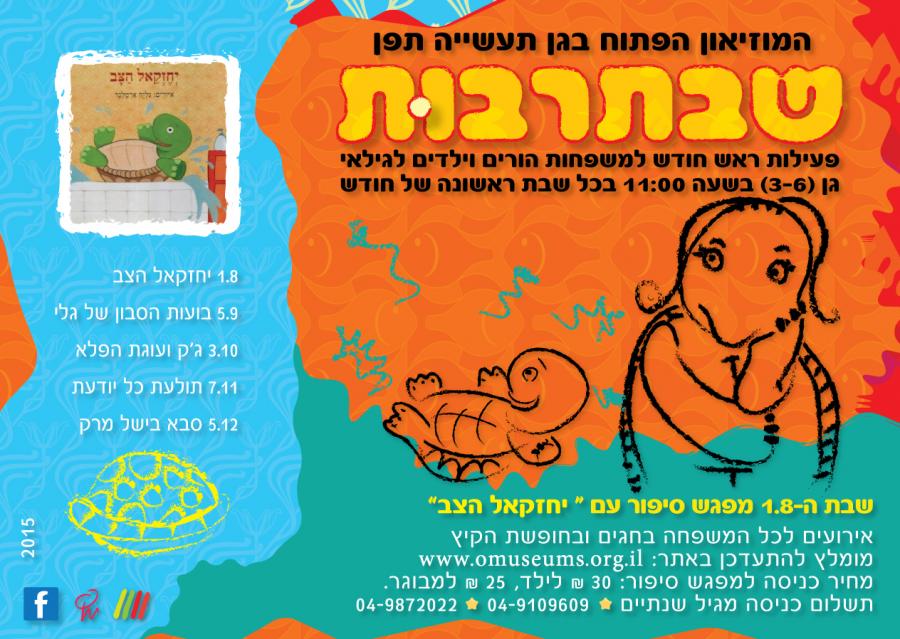 המוזיאון הפתוח בגן תעשייה תפן
שבתרבות
פעילות ראש חודש למשפחות הורים וילדים לגילאי
גן (3-6) בשעה 11:00 בכל שבת ראשונה של חודש
יחזקאל הצב
איורים: גליה ארמלנד
1.8 יחזקאל הצב
5.9 בועות הסבון של גלי
3.10 ג'ק ועוגת הפלא
7.11 תולעת כל יודעת
5.12 סבא בישל מרק
2015
שבת ה-1.8 מפגש סיפור עם " יחזקאל הצב"
אירועים לכל המשפחה בחגים ובחופשת הקיץ
מומלץ להתעדכן באתר: www.omuseums.org.il
מחיר כניסה למפגש סיפור: 30 ₪ לילד, 25 ₪ למבוגר.
תשלום כניסה מגיל שנתיים ★ 04-9109609 ★ 04-9872022
f